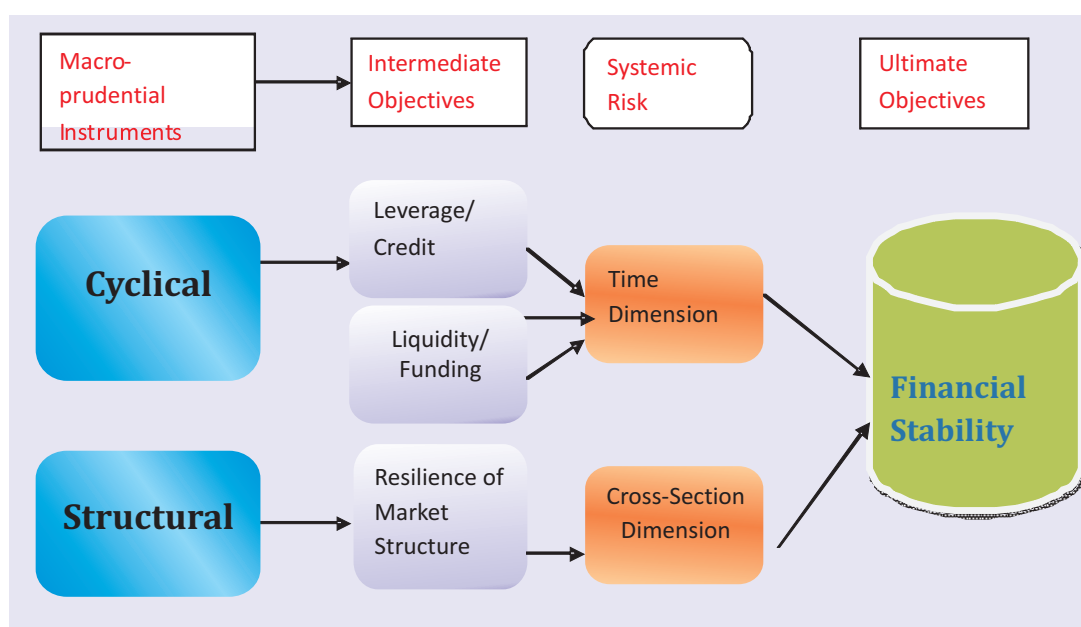 Macro-
prudential
Instruments
Intermediate
Objectives
Systemic
Risk
Ultimate
Objectives
Cyclical
Leverage/
Credit
Liquidity/
Funding
Time
Dimension
Financial
Stability
Structural
Resilience of
Market
Structure
Cross-Section
Dimension